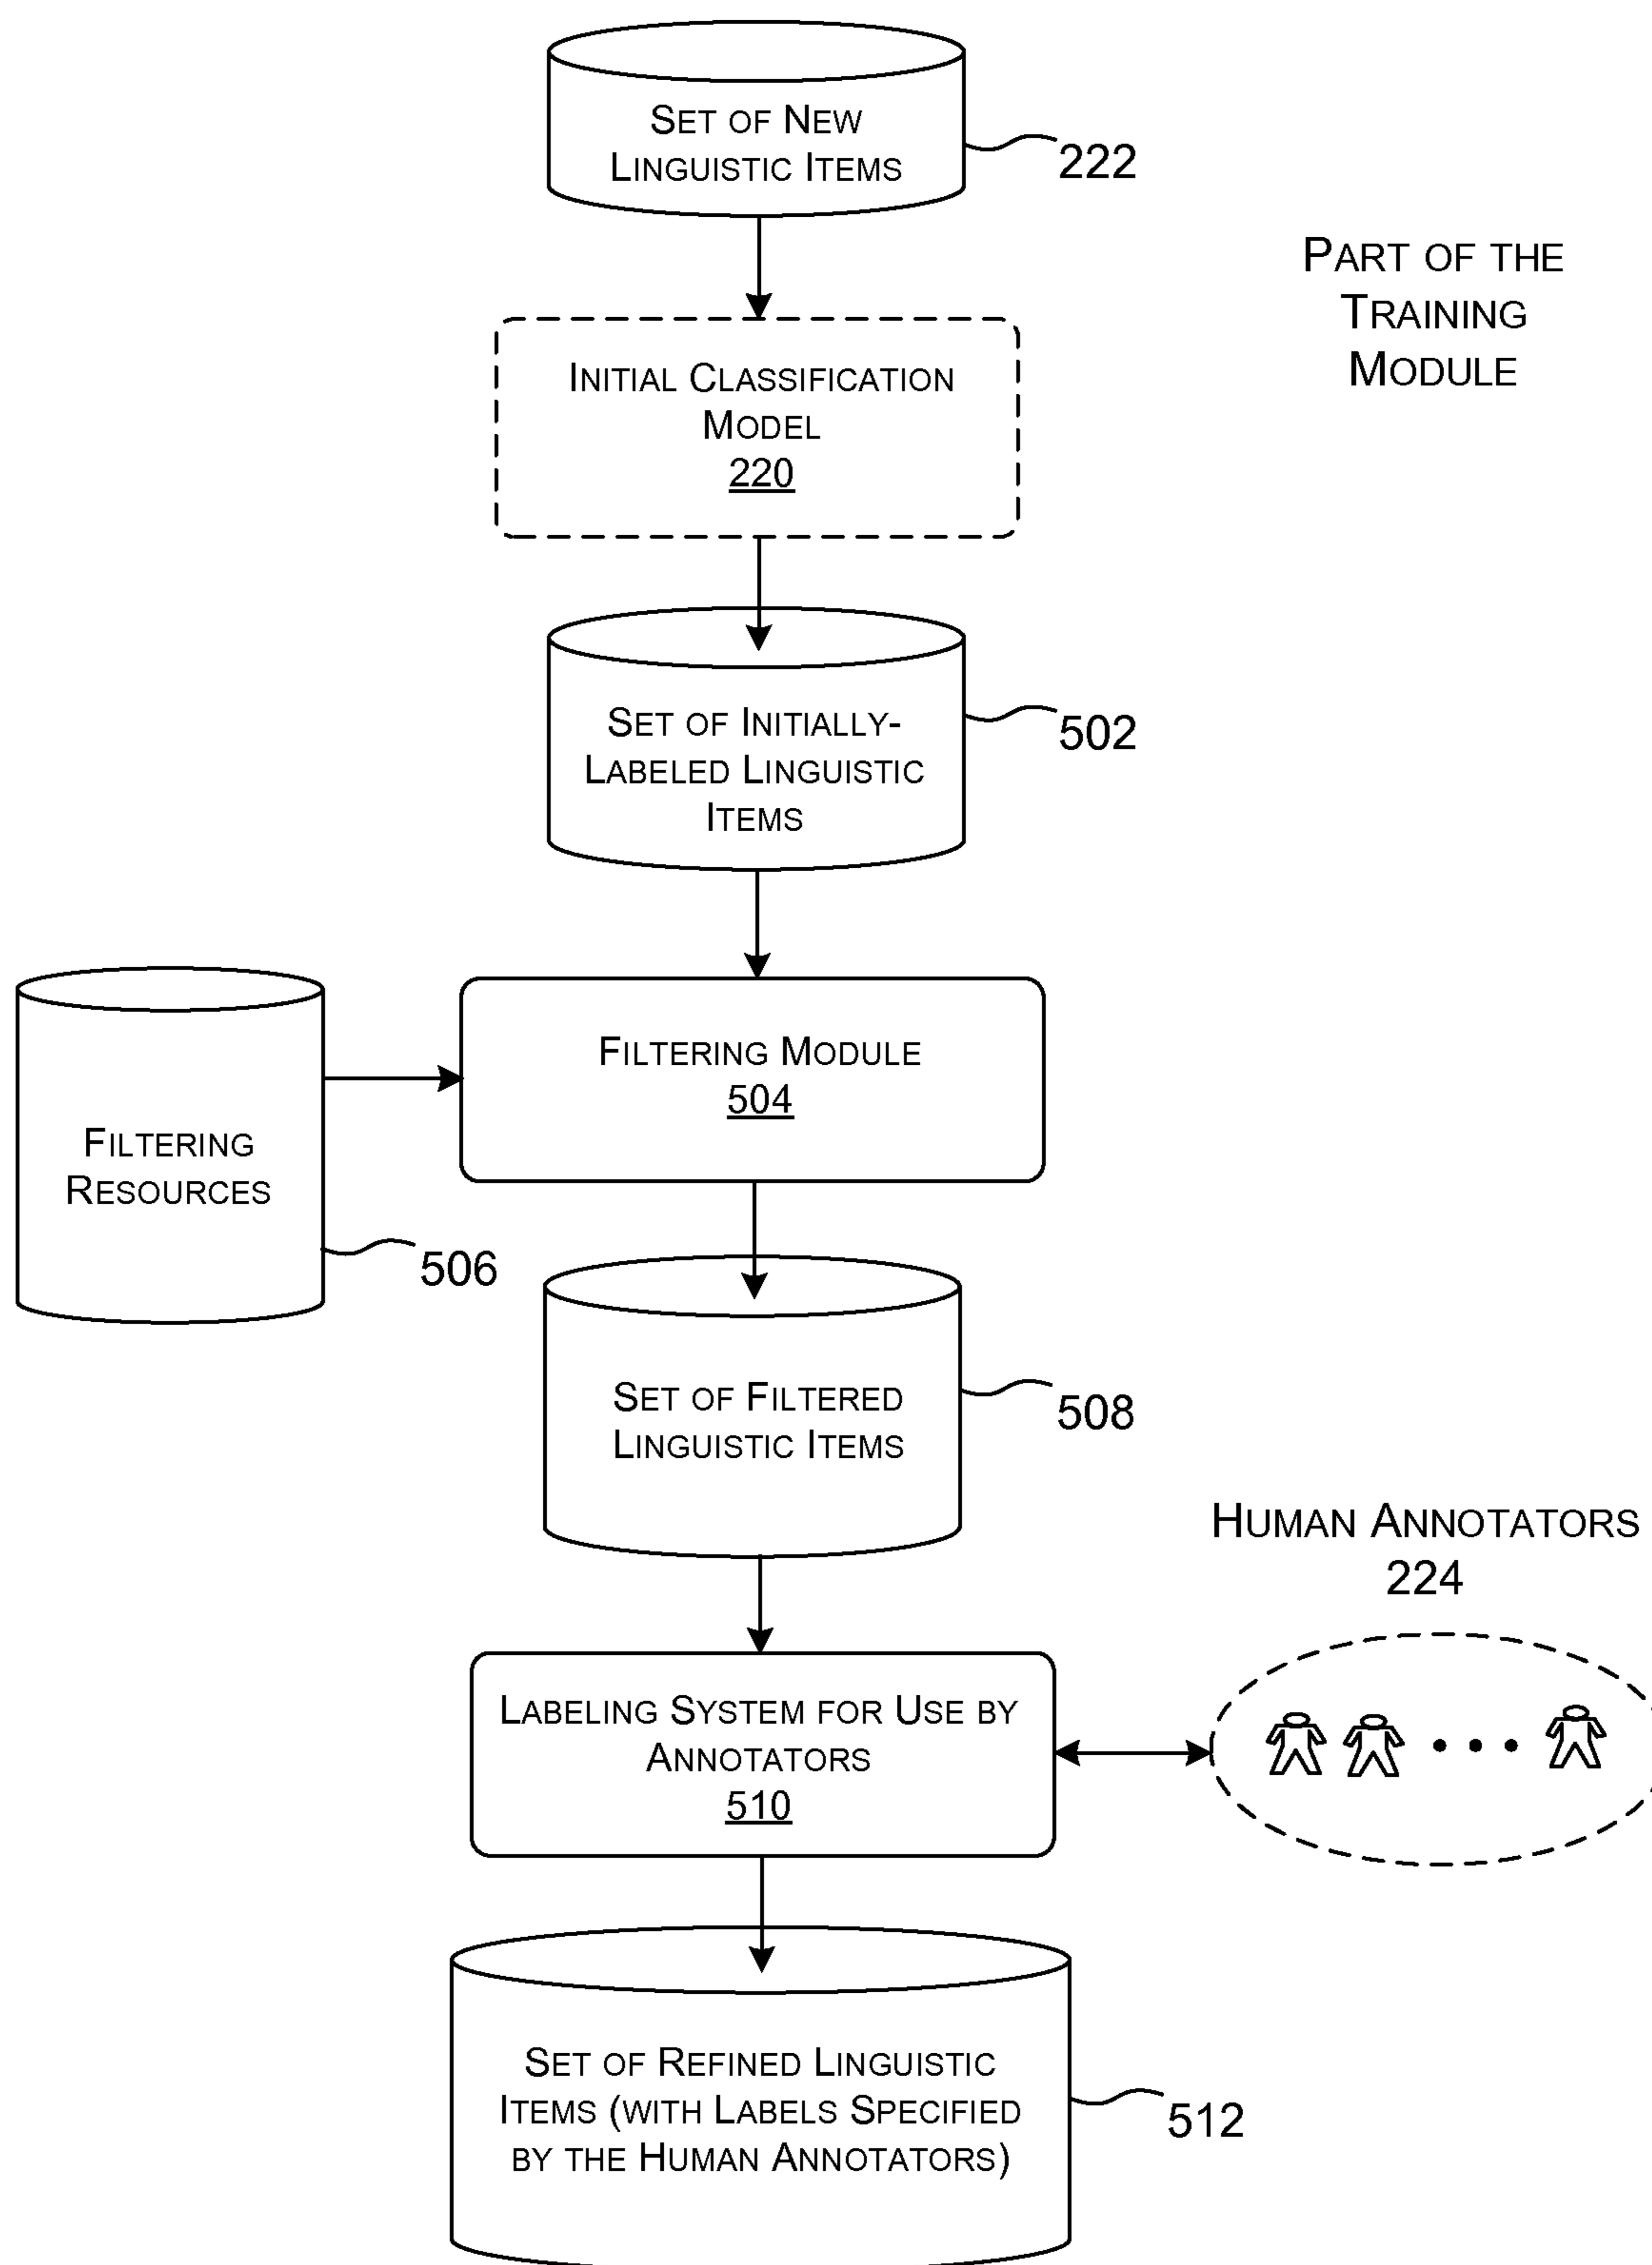 Set of New
Linguistic Items
222
Part of the
Training
Module
Initial Classification
Model
220
Set of Initially-
Labeled Linguistic
Items
502
Filtering Module
504
Filtering
Resources
506
Set of Filtered
Linguistic Items
508
Human Annotators
224
Labeling System for Use by
Annotators
510
Set of Refined Linguistic
Items (with Labels Specified
by the Human Annotators)
512